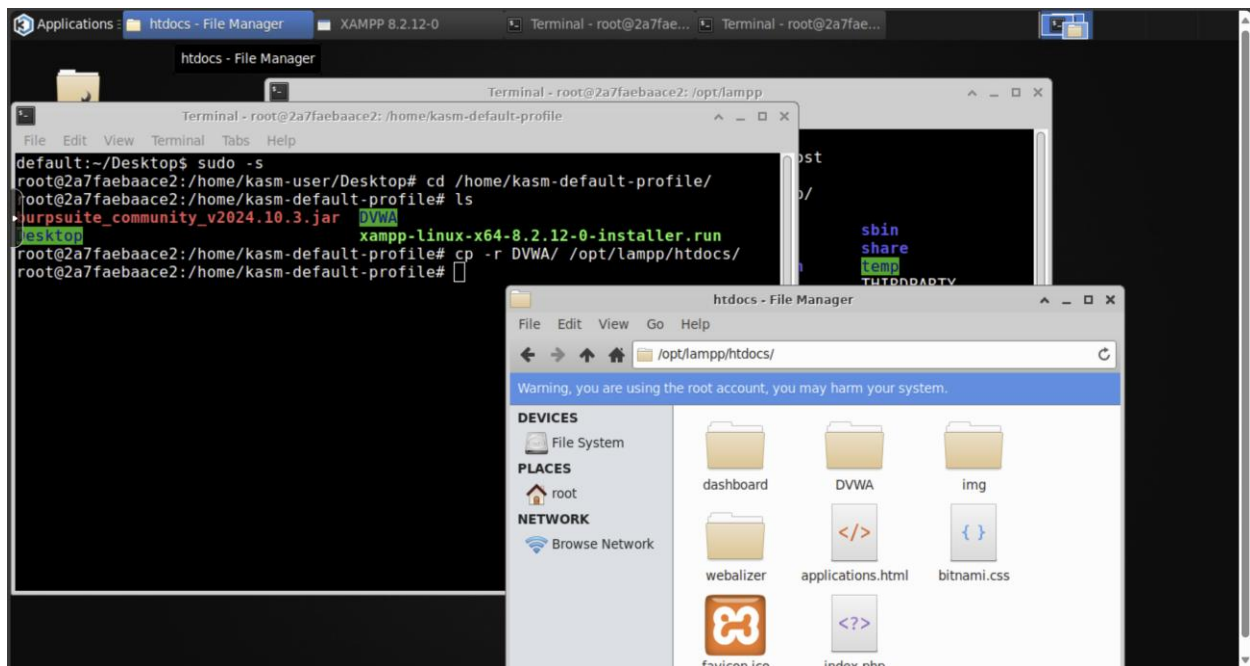 Applications : htdocs - File Manager XAMPP 8.2.12-0 Terminal - root@2a7fae... Terminal - root@2a7fae...
htdocs - File Manager
Terminal - root@2a7faebaace2: /opt/lampp
Terminal - root@2a7faebaace2: /home/kasm-default-profile
File Edit View Terminal Tabs Help
default:~/Desktop$ sudo -s
root@2a7faebaace2:/home/kasm-user/Desktop# cd /home/kasm-default-profile/
root@2a7faebaace2:/home/kasm-default-profile# ls
burpsuite_community_v2024.10.3.jar DVWA
Desktop xampp-linux-x64-8.2.12-0-installer.run
root@2a7faebaace2:/home/kasm-default-profile# cp -r DVWA/ /opt/lampp/htdocs/
root@2a7faebaace2:/home/kasm-default-profile#
ost
p/
sbin
share
temp
THIRDPARTY
htdocs - File Manager
File Edit View Go Help
/opt/lampp/htdocs/
Warning, you are using the root account, you may harm your system.
DEVICES
File System
PLACES
root
NETWORK
Browse Network
dashboard DVWA img
webalizer applications.html bitnami.css
favicon.ico index.php